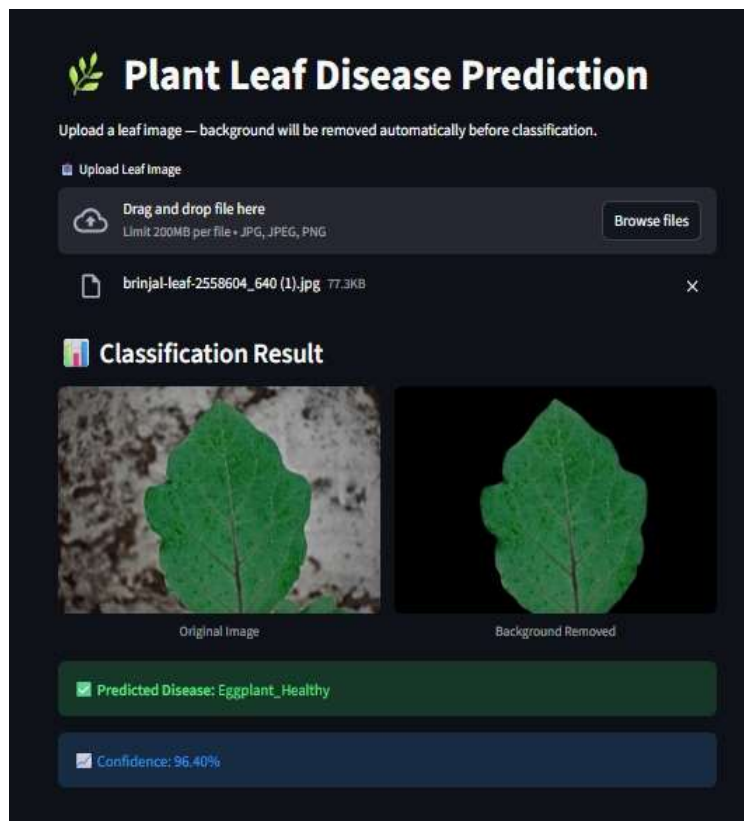 Plant Leaf Disease Prediction
Upload a leaf image — background will be removed automatically before classification.
Upload Leaf Image
Drag and drop file here
Limit 200MB per file • JPG, JPEG, PNG
Browse files
brinjal-leaf-2558604_640 (1).jpg 77.3KB
Classification Result
Original Image
Background Removed
Predicted Disease: Eggplant_Healthy
Confidence: 96.40%